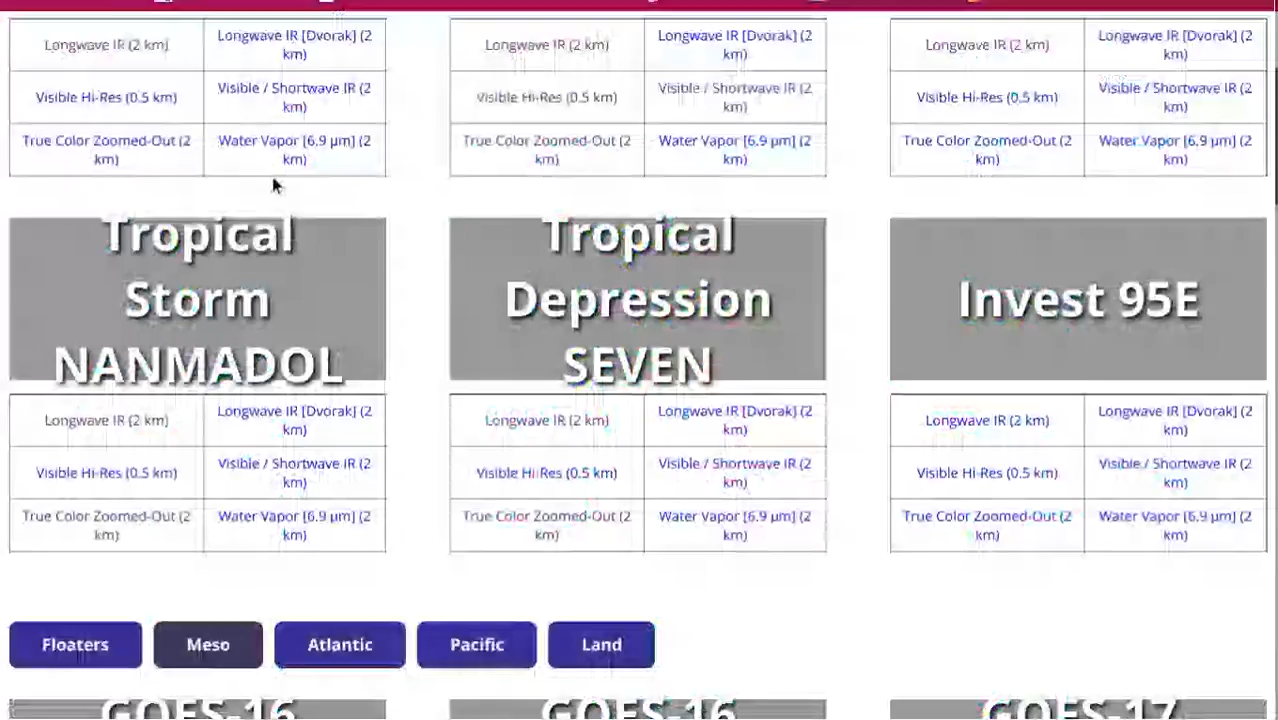 Longwave IR (2 km)
Longwave IR [Dvorak] (2
km)
Visible Hi-Res (0.5 km)
Visible / Shortwave IR (2
km)
True Color Zoomed-Out (2
km)
Water Vapor [6.9 µm] (2
km)
Longwave IR (2 km)
Longwave IR [Dvorak] (2
km)
Visible Hi-Res (0.5 km)
Visible / Shortwave IR (2
km)
True Color Zoomed-Out (2
km)
Water Vapor [6.9 µm] (2
km)
Longwave IR (2 km)
Longwave IR [Dvorak] (2
km)
Visible Hi-Res (0.5 km)
Visible / Shortwave IR (2
km)
True Color Zoomed-Out (2
km)
Water Vapor [6.9 µm] (2
km)
Tropical
Storm
NANMADOL
Longwave IR (2 km)
Longwave IR [Dvorak] (2
km)
Visible Hi-Res (0.5 km)
Visible / Shortwave IR (2
km)
True Color Zoomed-Out (2
km)
Water Vapor [6.9 µm] (2
km)
Tropical
Depression
SEVEN
Longwave IR (2 km)
Longwave IR [Dvorak] (2
km)
Visible Hi-Res (0.5 km)
Visible / Shortwave IR (2
km)
True Color Zoomed-Out (2
km)
Water Vapor [6.9 µm] (2
km)
Invest 95E
Longwave IR (2 km)
Longwave IR [Dvorak] (2
km)
Visible Hi-Res (0.5 km)
Visible / Shortwave IR (2
km)
True Color Zoomed-Out (2
km)
Water Vapor [6.9 µm] (2
km)
Floaters
Meso
Atlantic
Pacific
Land
GOES-16
GOES-16
GOES-17